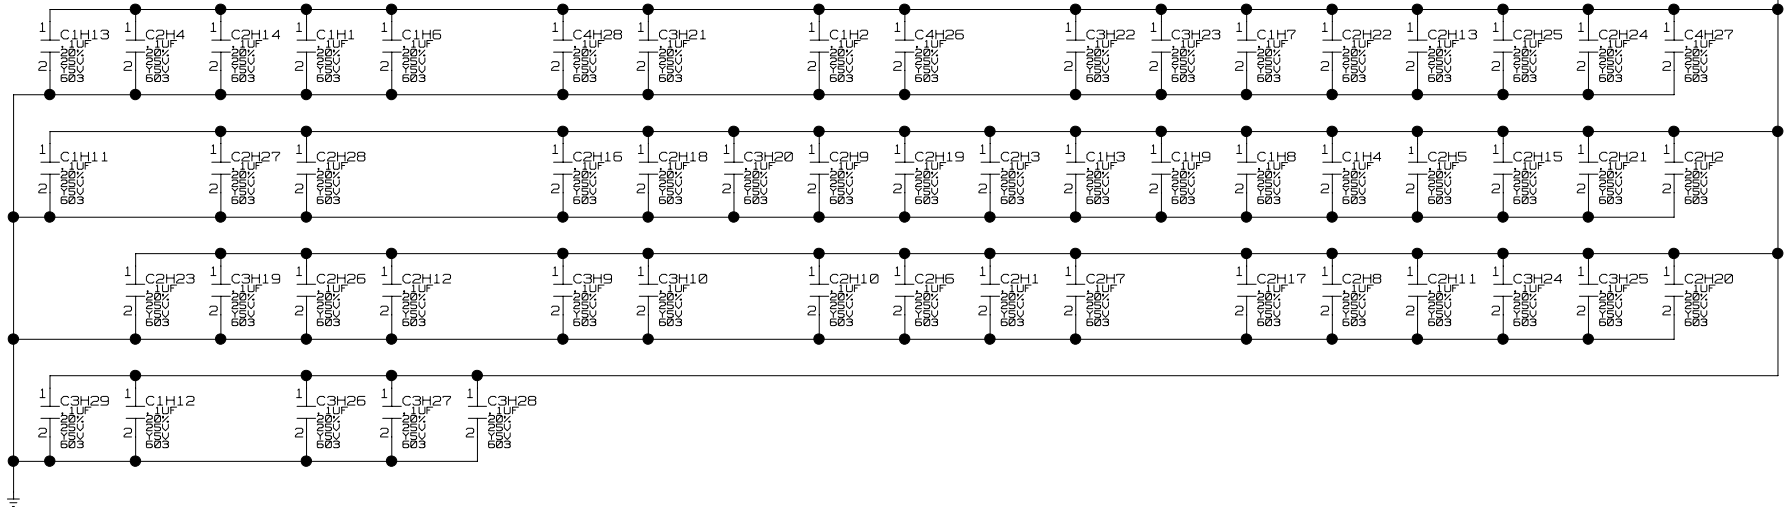 1 C1H13 1 C2H4 1 C2H14 1 C1H1 1 C1H6 1 C4H28 1 C3H21 1 C1H2 1 C4H26 1 C3H22 1 C3H23 1 C1H7 1 C2H22 1 C2H13 1 C2H25 1 C2H24 1 C4H27
.1UF .1UF .1UF .1UF .1UF .1UF .1UF .1UF .1UF .1UF .1UF .1UF .1UF .1UF .1UF .1UF .1UF
20% 20% 20% 20% 20% 20% 20% 20% 20% 20% 20% 20% 20% 20% 20% 20% 20%
25V 25V 25V 25V 25V 25V 25V 25V 25V 25V 25V 25V 25V 25V 25V 25V 25V
2 Y5V 2 Y5V 2 Y5V 2 Y5V 2 Y5V 2 Y5V 2 Y5V 2 Y5V 2 Y5V 2 Y5V 2 Y5V 2 Y5V 2 Y5V 2 Y5V 2 Y5V 2 Y5V 2 Y5V
603 603 603 603 603 603 603 603 603 603 603 603 603 603 603 603 603
1 C1H11 1 C2H27 1 C2H28 1 C2H16 1 C2H18 1 C3H20 1 C2H9 1 C2H19 1 C2H3 1 C1H3 1 C1H9 1 C1H8 1 C1H4 1 C2H5 1 C2H15 1 C2H21 1 C2H2
.1UF .1UF .1UF .1UF .1UF .1UF .1UF .1UF .1UF .1UF .1UF .1UF .1UF .1UF .1UF .1UF .1UF
20% 20% 20% 20% 20% 20% 20% 20% 20% 20% 20% 20% 20% 20% 20% 20% 20%
25V 25V 25V 25V 25V 25V 25V 25V 25V 25V 25V 25V 25V 25V 25V 25V 25V
2 Y5V 2 Y5V 2 Y5V 2 Y5V 2 Y5V 2 Y5V 2 Y5V 2 Y5V 2 Y5V 2 Y5V 2 Y5V 2 Y5V 2 Y5V 2 Y5V 2 Y5V 2 Y5V 2 Y5V
603 603 603 603 603 603 603 603 603 603 603 603 603 603 603 603 603
1 C2H23 1 C3H19 1 C2H26 1 C2H12 1 C3H9 1 C3H10 1 C2H10 1 C2H6 1 C2H1 1 C2H7 1 C2H17 1 C2H8 1 C2H11 1 C3H24 1 C3H25 1 C2H20
.1UF .1UF .1UF .1UF .1UF .1UF .1UF .1UF .1UF .1UF .1UF .1UF .1UF .1UF .1UF .1UF
20% 20% 20% 20% 20% 20% 20% 20% 20% 20% 20% 20% 20% 20% 20% 20%
25V 25V 25V 25V 25V 25V 25V 25V 25V 25V 25V 25V 25V 25V 25V 25V
2 Y5V 2 Y5V 2 Y5V 2 Y5V 2 Y5V 2 Y5V 2 Y5V 2 Y5V 2 Y5V 2 Y5V 2 Y5V 2 Y5V 2 Y5V 2 Y5V 2 Y5V 2 Y5V
603 603 603 603 603 603 603 603 603 603 603 603 603 603 603 603
1 C3H29 1 C1H12 1 C3H26 1 C3H27 1 C3H28
.1UF .1UF .1UF .1UF .1UF
20% 20% 20% 20% 20%
25V 25V 25V 25V 25V
2 Y5V 2 Y5V 2 Y5V 2 Y5V 2 Y5V
603 603 603 603 603